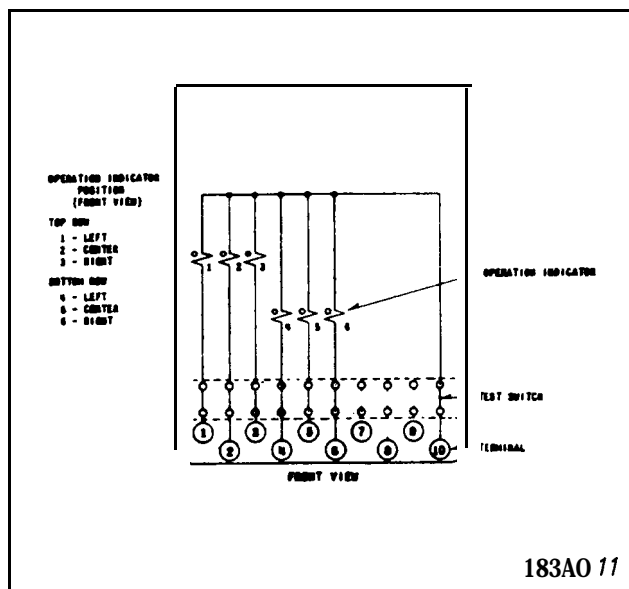 OPERATION INDICATOR
POSITION
(FRONT VIEW)
TOP ROW
1 - LEFT
2 - CENTER
3 - RIGHT
BOTTOM ROW
4 - LEFT
5 - CENTER
6 - RIGHT
1 2 3
4 5 6
OPERATION INDICATOR
TEST SWITCH
1 3 5 7 9
2 4 6 8 10
TERMINAL
FRONT VIEW
183AO 11